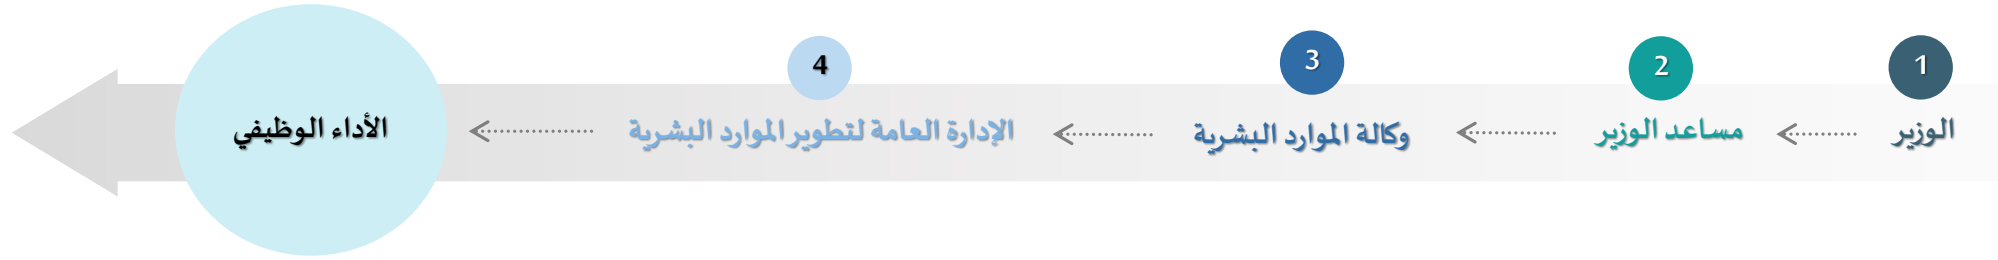 1
الوزير
2
مساعد الوزير
3
وكالة الموارد البشرية
4
الإدارة العامة لتطوير الموارد البشرية
الأداء الوظيفي